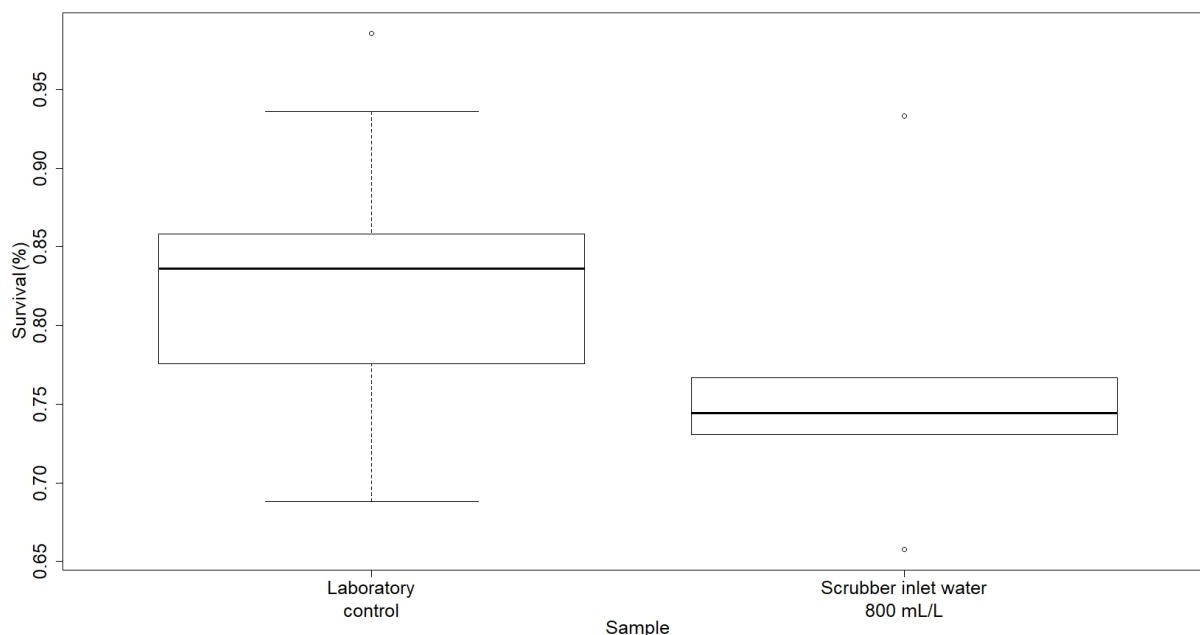 Survival(%)
0.95
0.90
0.85
0.80
0.75
0.70
0.65
Laboratory
control
Scrubber inlet water
800 mL/L
Sample